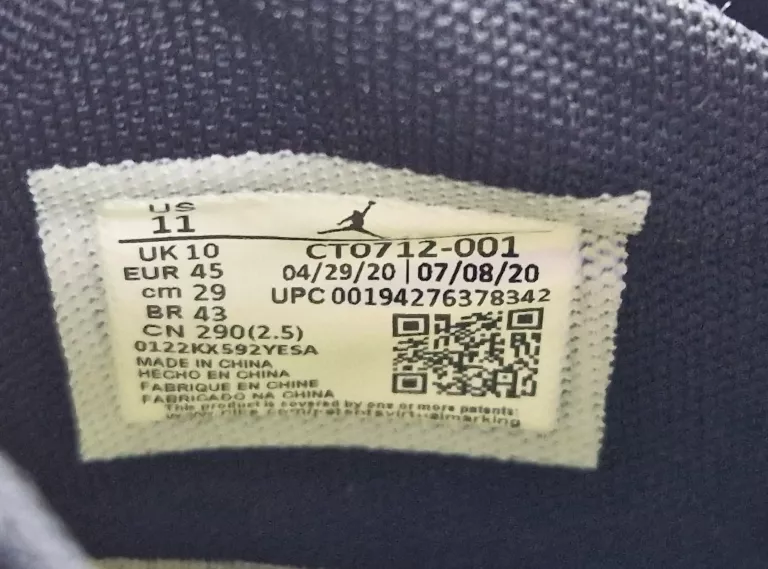 US
11
UK 10
CT0712-001
EUR 45
04/29/20 | 07/08/20
cm 29
UPC 00194276378342
BR 43
CN 290(2.5)
0122KX592YESA
MADE IN CHINA
HECHO EN CHINA
FABRIQUE EN CHINE
FABRICADO NA CHINA
This product is covered by one or more patents: